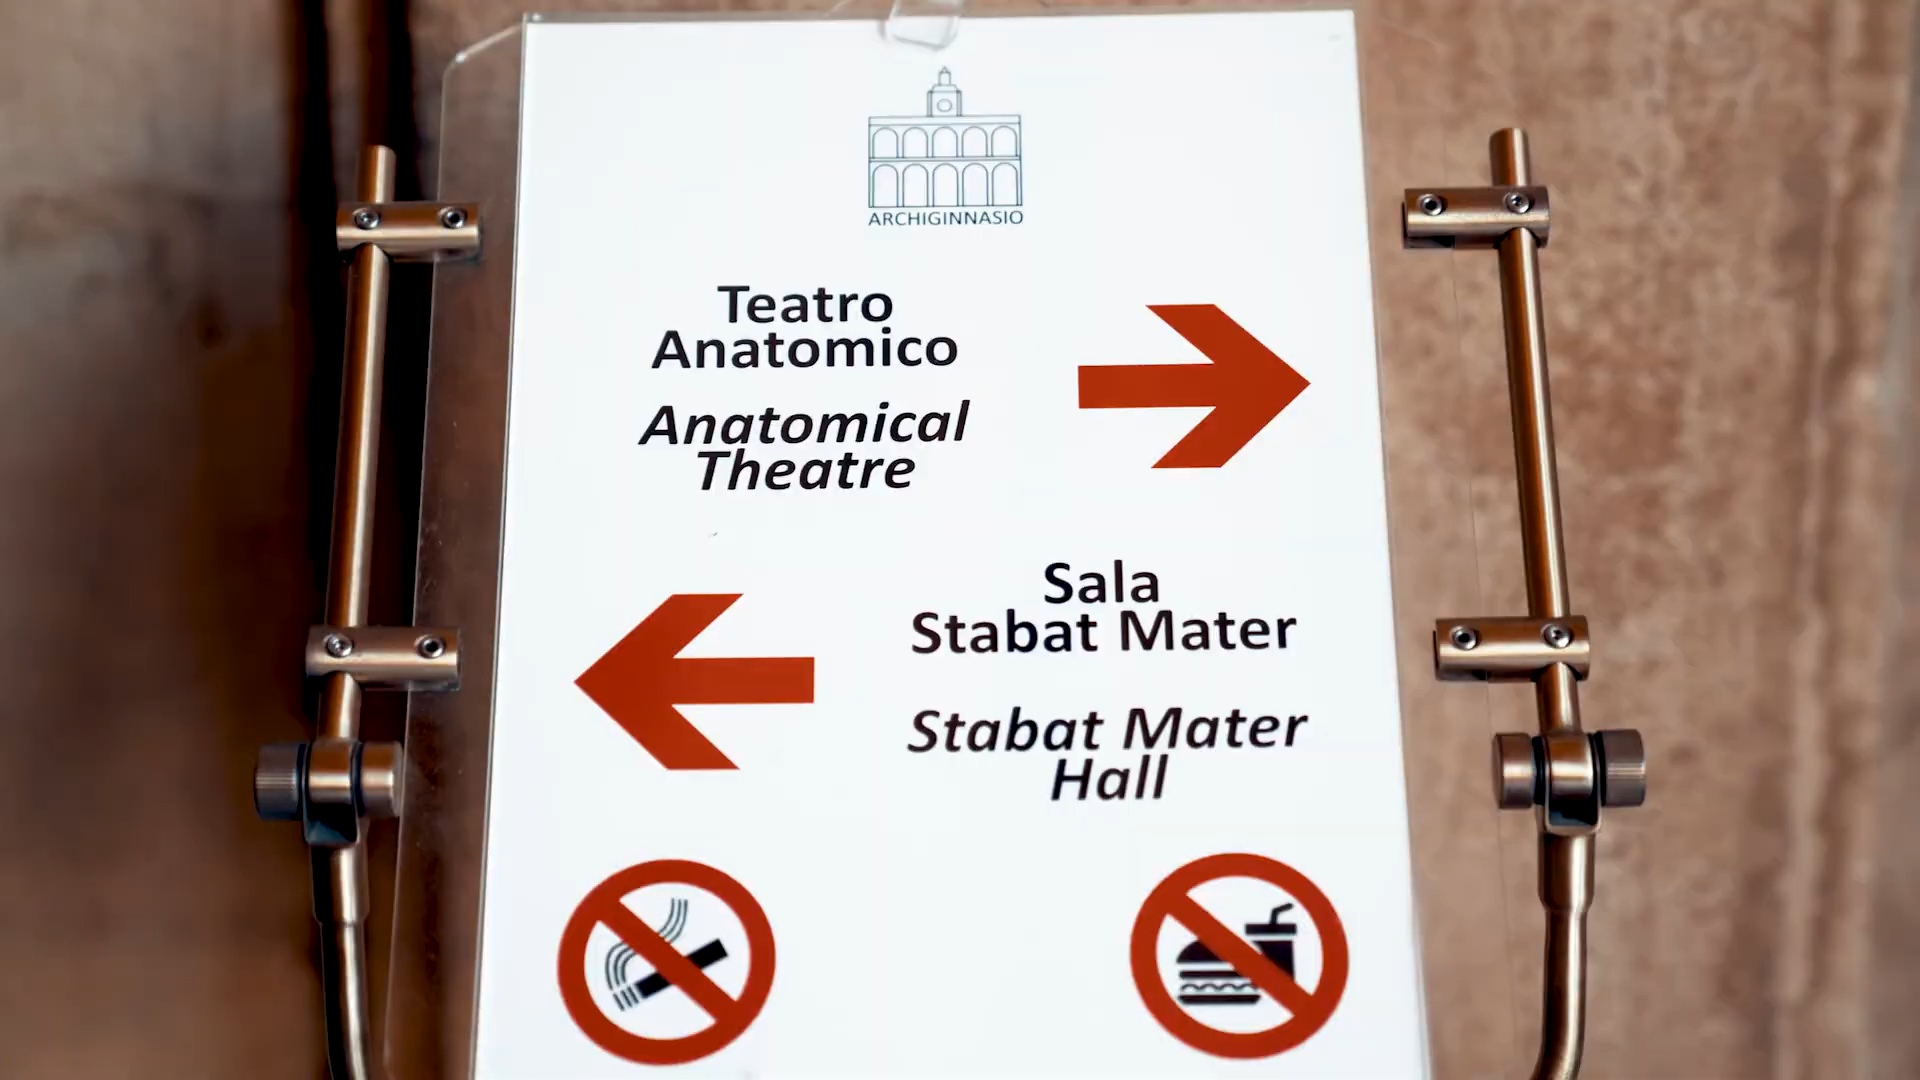 ARCHIGINNASIO
Teatro
Anatomico
Anatomical
Theatre
Sala
Stabat Mater
Stabat Mater
Hall